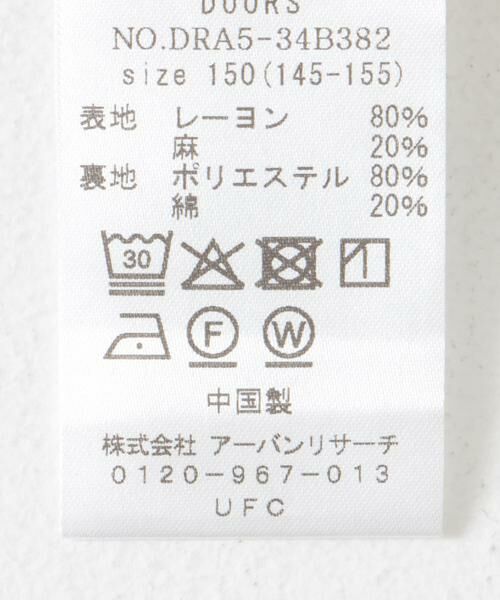 DOORS
NO.DRA5-34B382
size 150(145-155)
表地 レーヨン 80%
麻 20%
裏地 ポリエステル 80%
綿 20%
30
F W
中国製
株式会社 アーバンリサーチ
0120-967-013
UFC